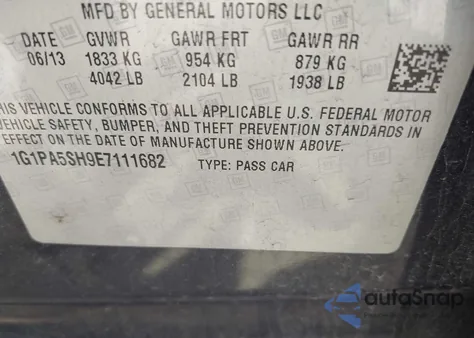 MFD BY GENERAL MOTORS LLC
DATE GVWR GAWR FRT GAWR RR
06/13 1833 KG 954 KG 879 KG
4042 LB 2104 LB 1938 LB
THIS VEHICLE CONFORMS TO ALL APPLICABLE U.S. FEDERAL MOTOR
VEHICLE SAFETY, BUMPER, AND THEFT PREVENTION STANDARDS IN
EFFECT ON THE DATE OF MANUFACTURE SHOWN ABOVE.
1G1PA5SH9E7111682 TYPE: PASS CAR
autoSnap